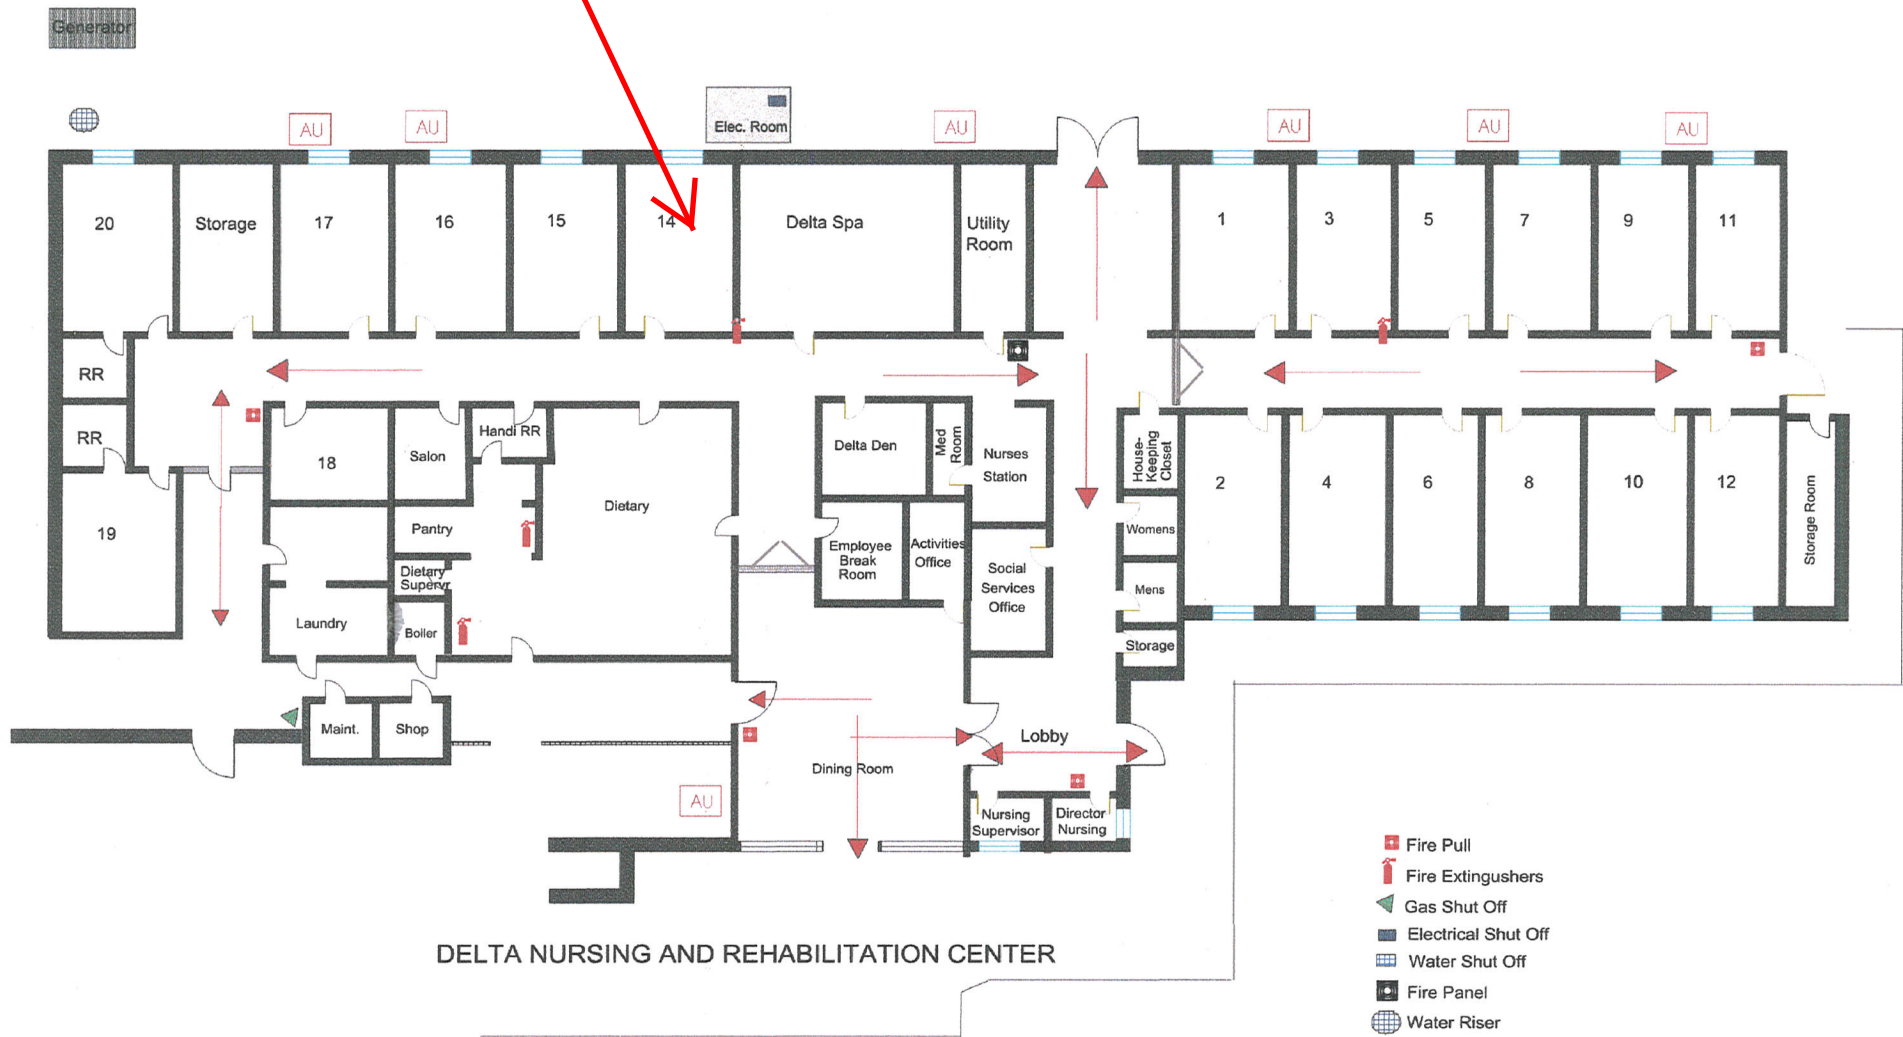 Generator
Elec. Room
AU
AU
AU
AU
AU
AU
20
Storage
17
16
15
14
Delta Spa
Utility
Room
1
3
5
7
9
11
RR
RR
18
Salon
Handi RR
Delta Den
Med
Room
Nurses
Station
House-
Keeping
Closet
2
4
6
8
10
12
Storage Room
19
Pantry
Dietary
Employee
Break
Room
Activities
Office
Womens
Dietary
Supervr
Social
Services
Office
Mens
Laundry
Boiler
Storage
Maint.
Shop
Lobby
Dining Room
AU
Nursing
Supervisor
Director
Nursing
DELTA NURSING AND REHABILITATION CENTER
Fire Pull
Fire Extingushers
Gas Shut Off
Electrical Shut Off
Water Shut Off
Fire Panel
Water Riser